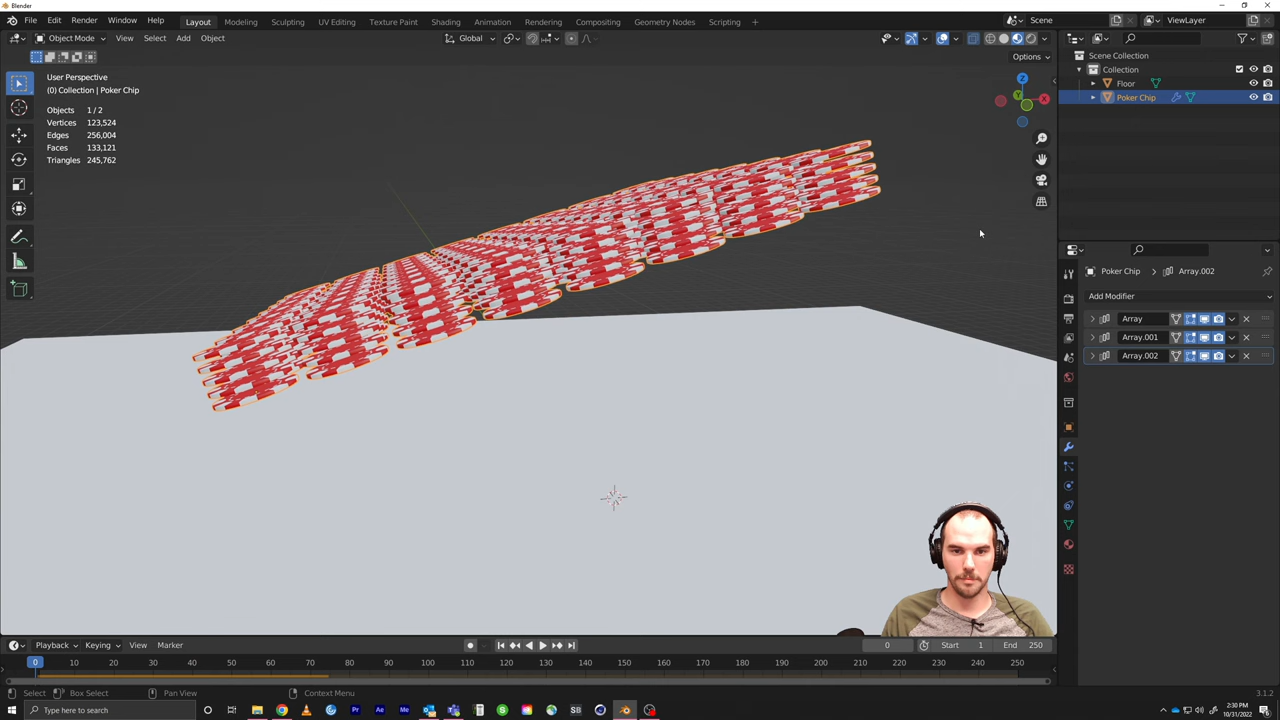 Blender
File Edit Render Window Help Layout Modeling Sculpting UV Editing Texture Paint Shading Animation Rendering Compositing Geometry Nodes Scripting + Scene ViewLayer
Object Mode View Select Add Object Global
Options
User Perspective
(0) Collection | Poker Chip
Objects 1 / 2
Vertices 123,524
Edges 256,004
Faces 133,121
Triangles 245,762
Z
Y
X
Scene Collection
Collection
Floor
Poker Chip
Poker Chip > Array.002
Add Modifier
Array
Array.001
Array.002
Playback Keying View Marker 0 Start 1 End 250
0 10 20 30 40 50 60 70 80 90 100 110 120 130 140 150 160 170 180 190 200 210 220 230 240 250
Select Box Select Pan View Context Menu 3.1.2
Type here to search
2:30 PM
10/31/2022